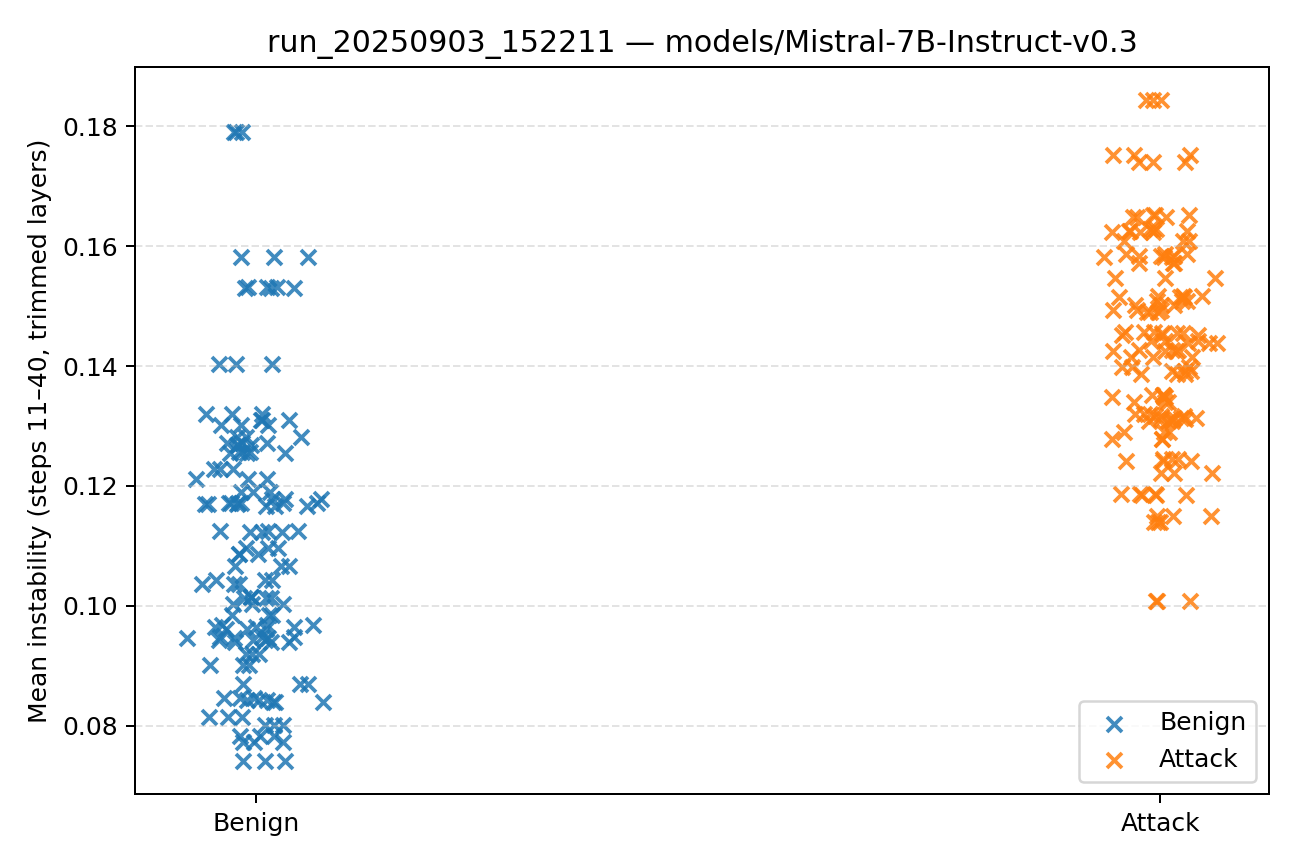 run_20250903_152211 — models/Mistral-7B-Instruct-v0.3
Mean instability (steps 11–40, trimmed layers)
0.18
0.16
0.14
0.12
0.10
0.08
Benign
Attack
Benign
Attack